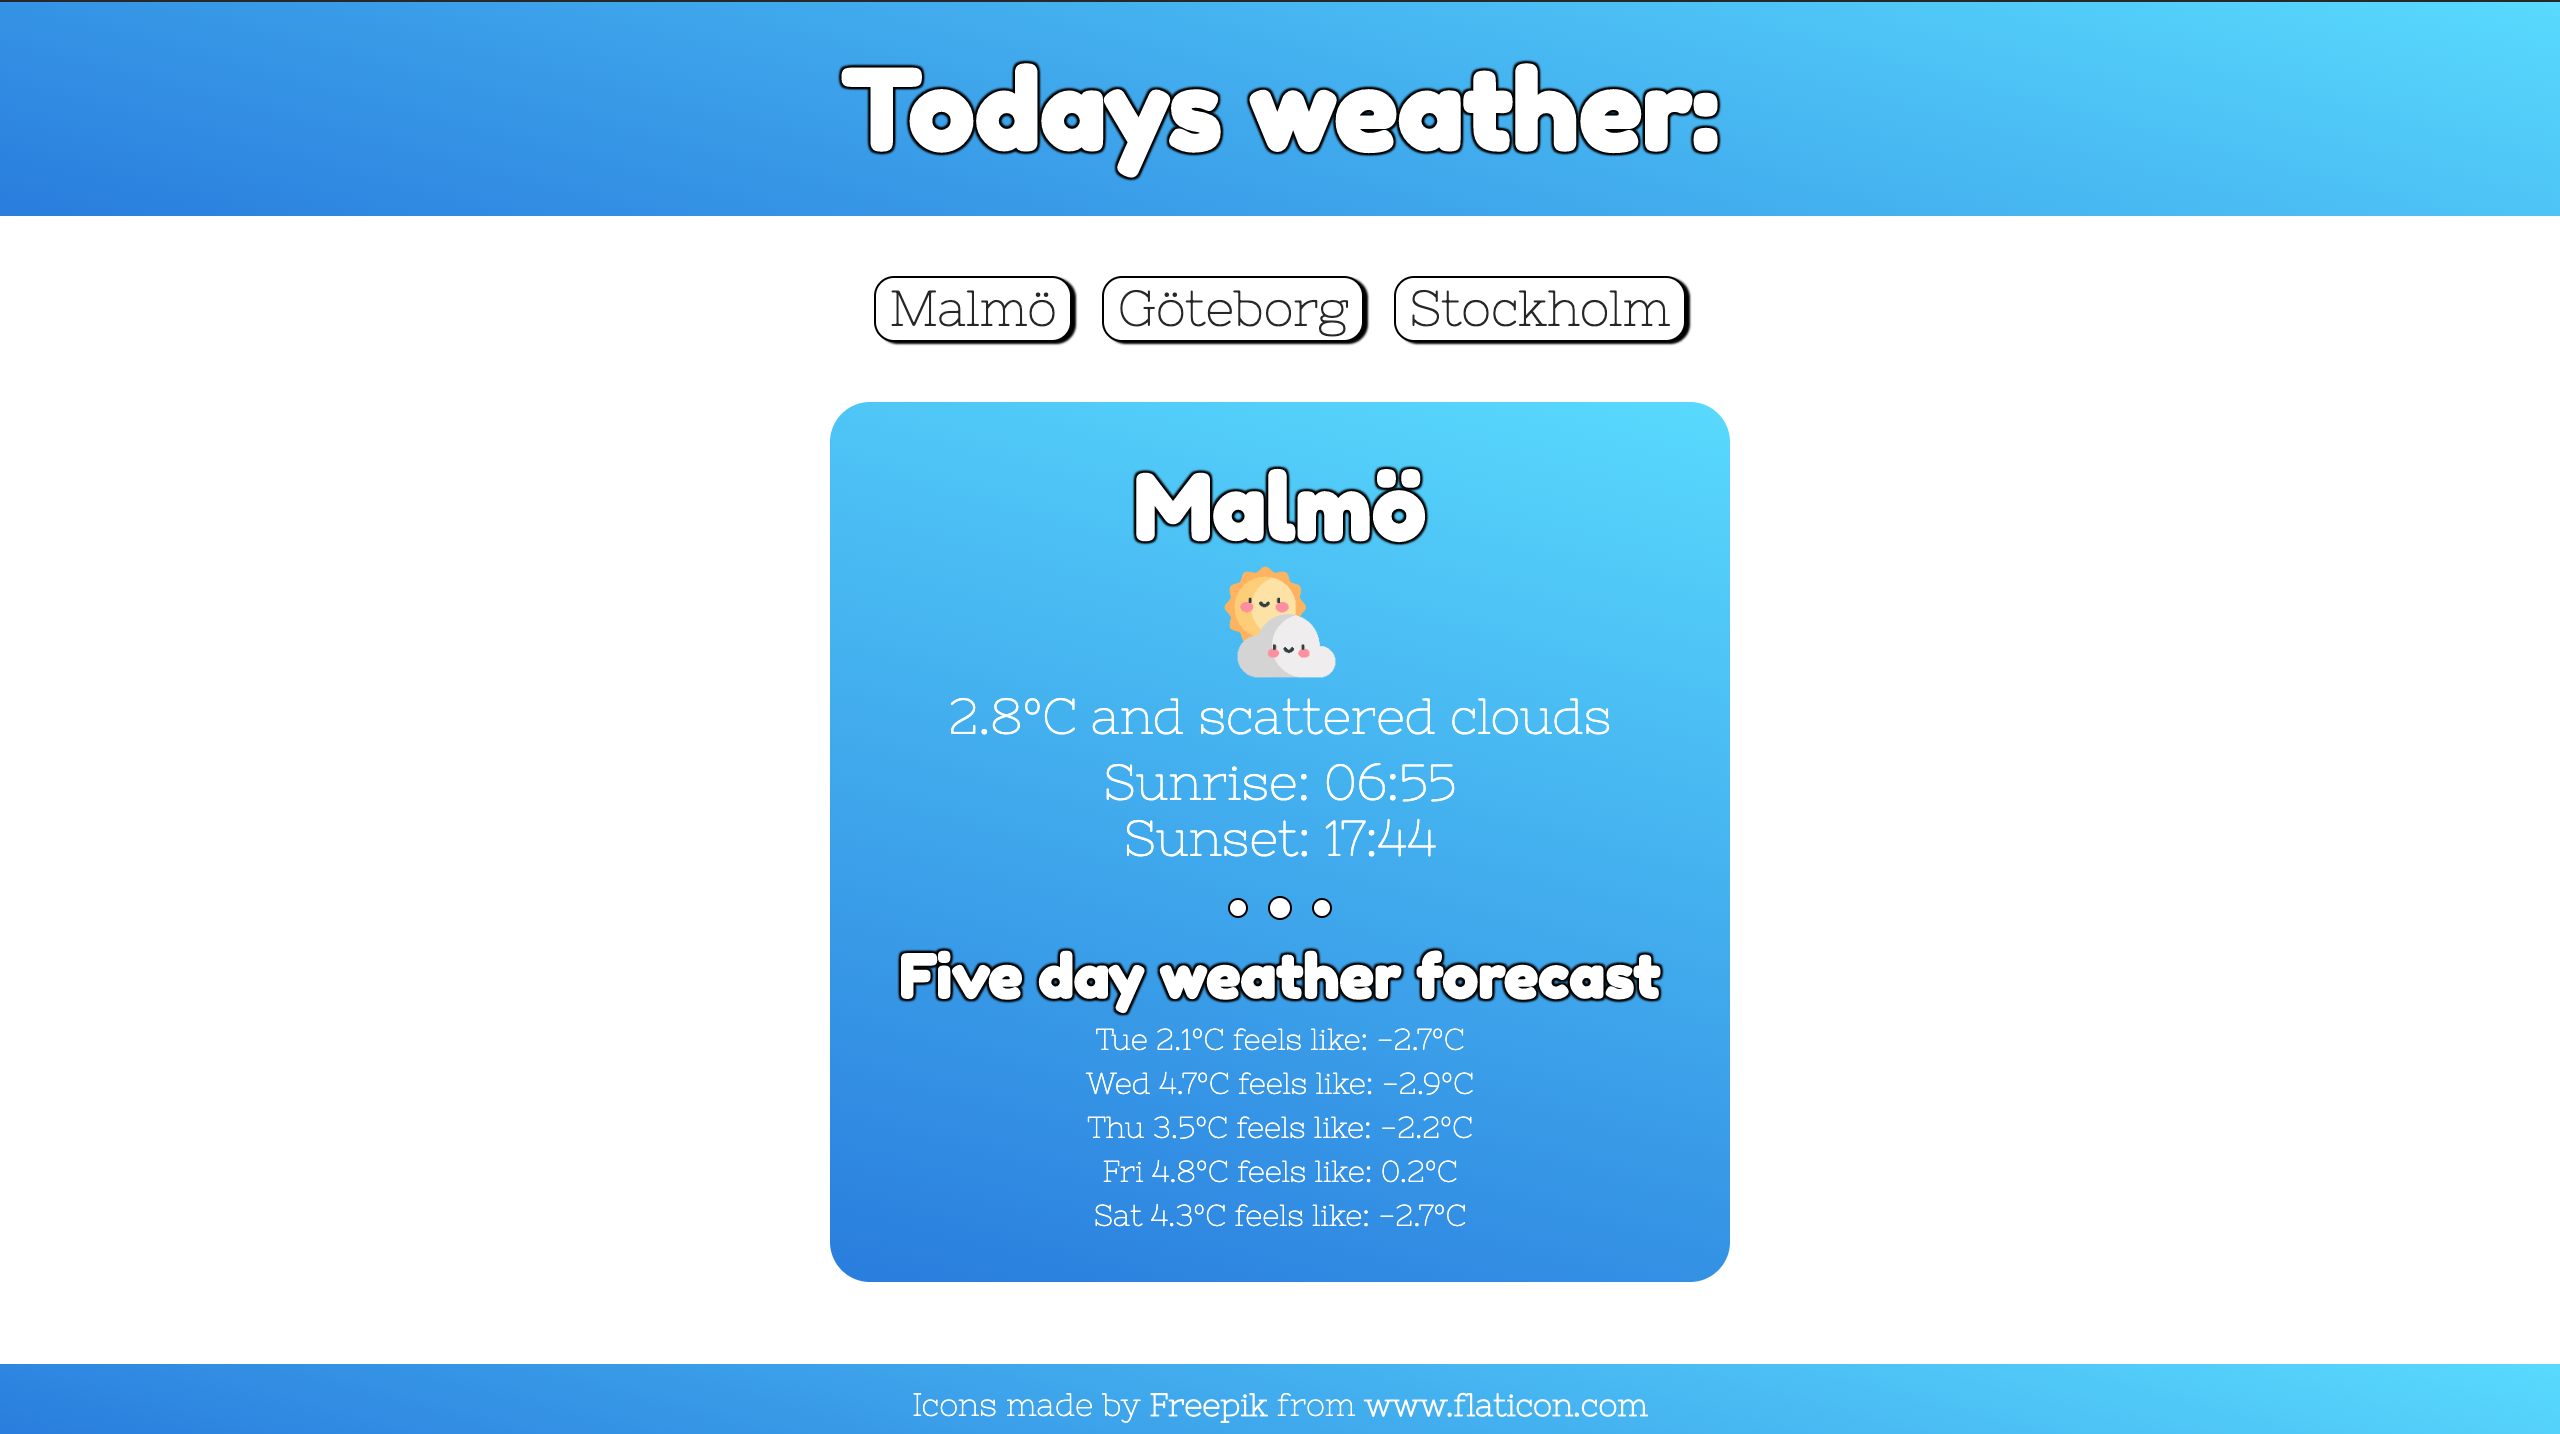 Todays weather:
Malmö Göteborg Stockholm
Malmö
2.8°C and scattered clouds
Sunrise: 06:55
Sunset: 17:44
Five day weather forecast
Tue 2.1°C feels like: -2.7°C
Wed 4.7°C feels like: -2.9°C
Thu 3.5°C feels like: -2.2°C
Fri 4.8°C feels like: 0.2°C
Sat 4.3°C feels like: -2.7°C
Icons made by Freepik from www.flaticon.com